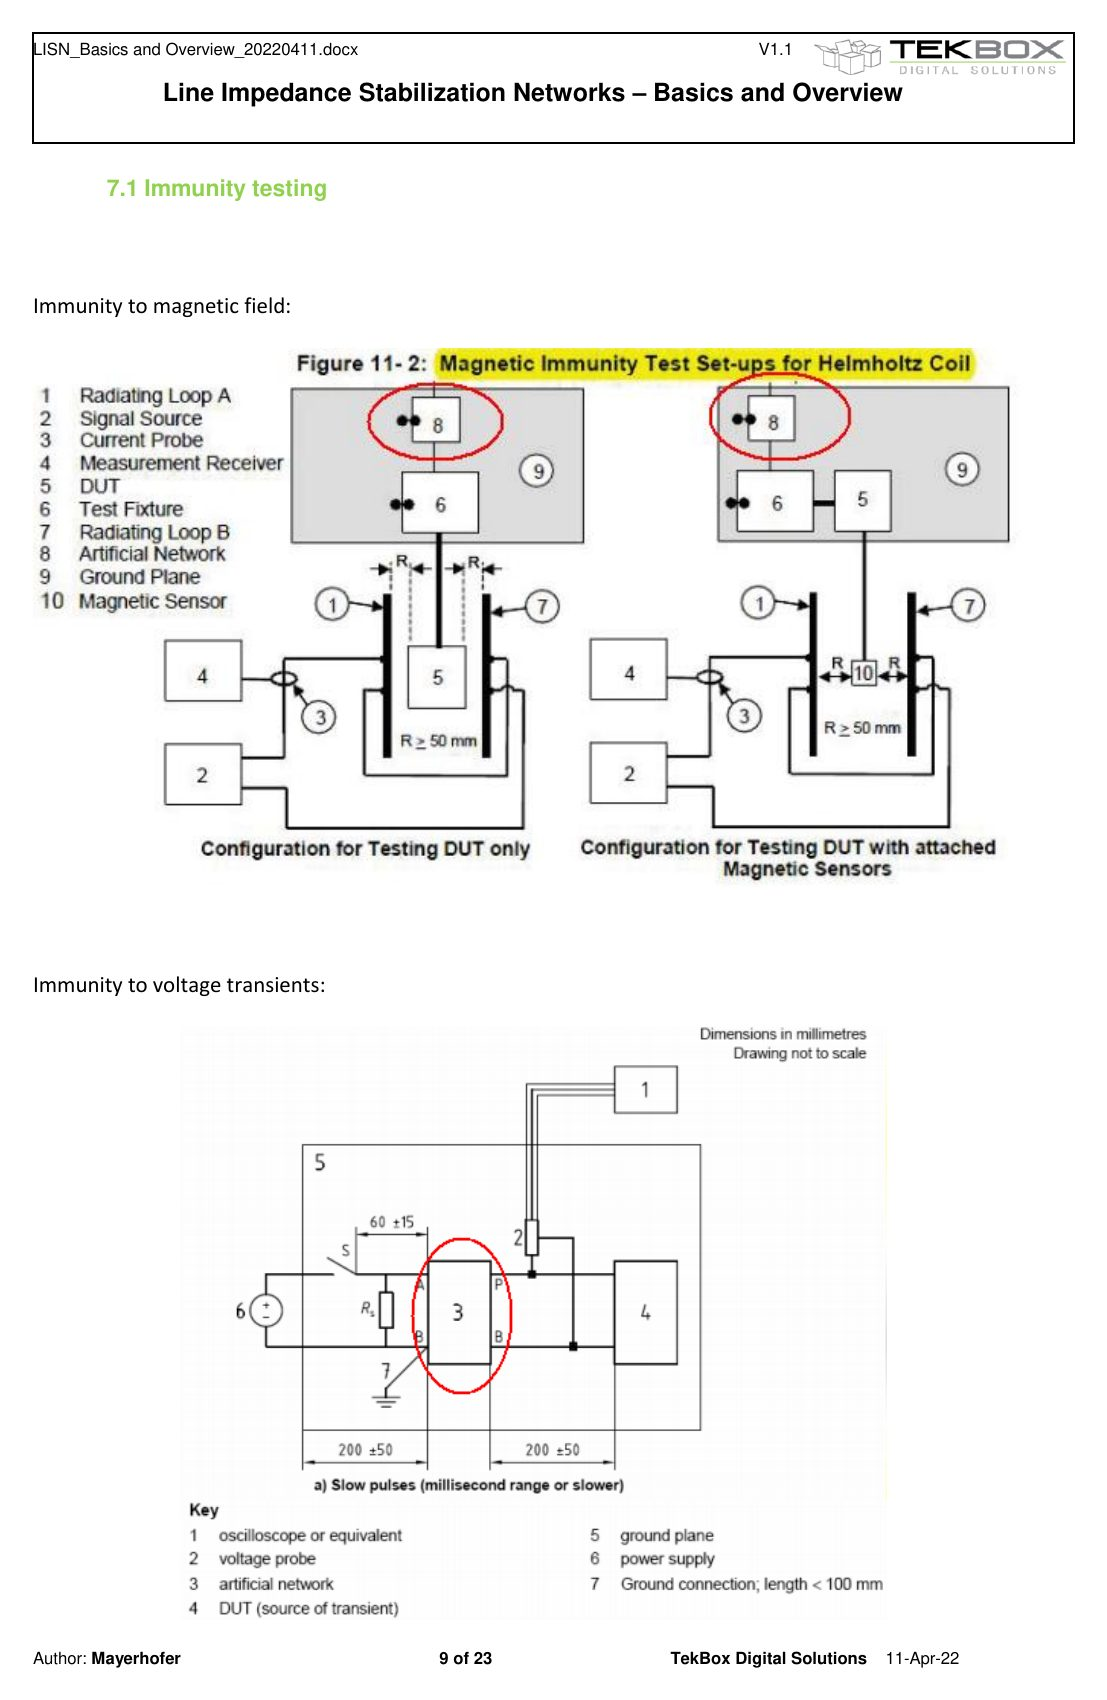 LISN_Basics and Overview_20220411.docx V1.1 TEKBOX
DIGITAL SOLUTIONS
Line Impedance Stabilization Networks – Basics and Overview
7.1 Immunity testing
Immunity to magnetic field:
Figure 11- 2: Magnetic Immunity Test Set-ups for Helmholtz Coil
1 Radiating Loop A
2 Signal Source
3 Current Probe
4 Measurement Receiver
5 DUT
6 Test Fixture
7 Radiating Loop B
8 Artificial Network
9 Ground Plane
10 Magnetic Sensor
8
9
6
R R
1
7
4
5
3
R ≥ 50 mm
2
Configuration for Testing DUT only
8
9
6
5
1
7
4
R 10 R
3
R ≥ 50 mm
2
Configuration for Testing DUT with attached
Magnetic Sensors
Immunity to voltage transients:
Dimensions in millimetres
Drawing not to scale
1
5
60 ±15
2
S
A P
6 + − Rs 3 4
B B
7
200 ±50 200 ±50
a) Slow pulses (millisecond range or slower)
Key
1 oscilloscope or equivalent 5 ground plane
2 voltage probe 6 power supply
3 artificial network 7 Ground connection; length < 100 mm
4 DUT (source of transient)
Author: Mayerhofer 9 of 23 TekBox Digital Solutions 11-Apr-22